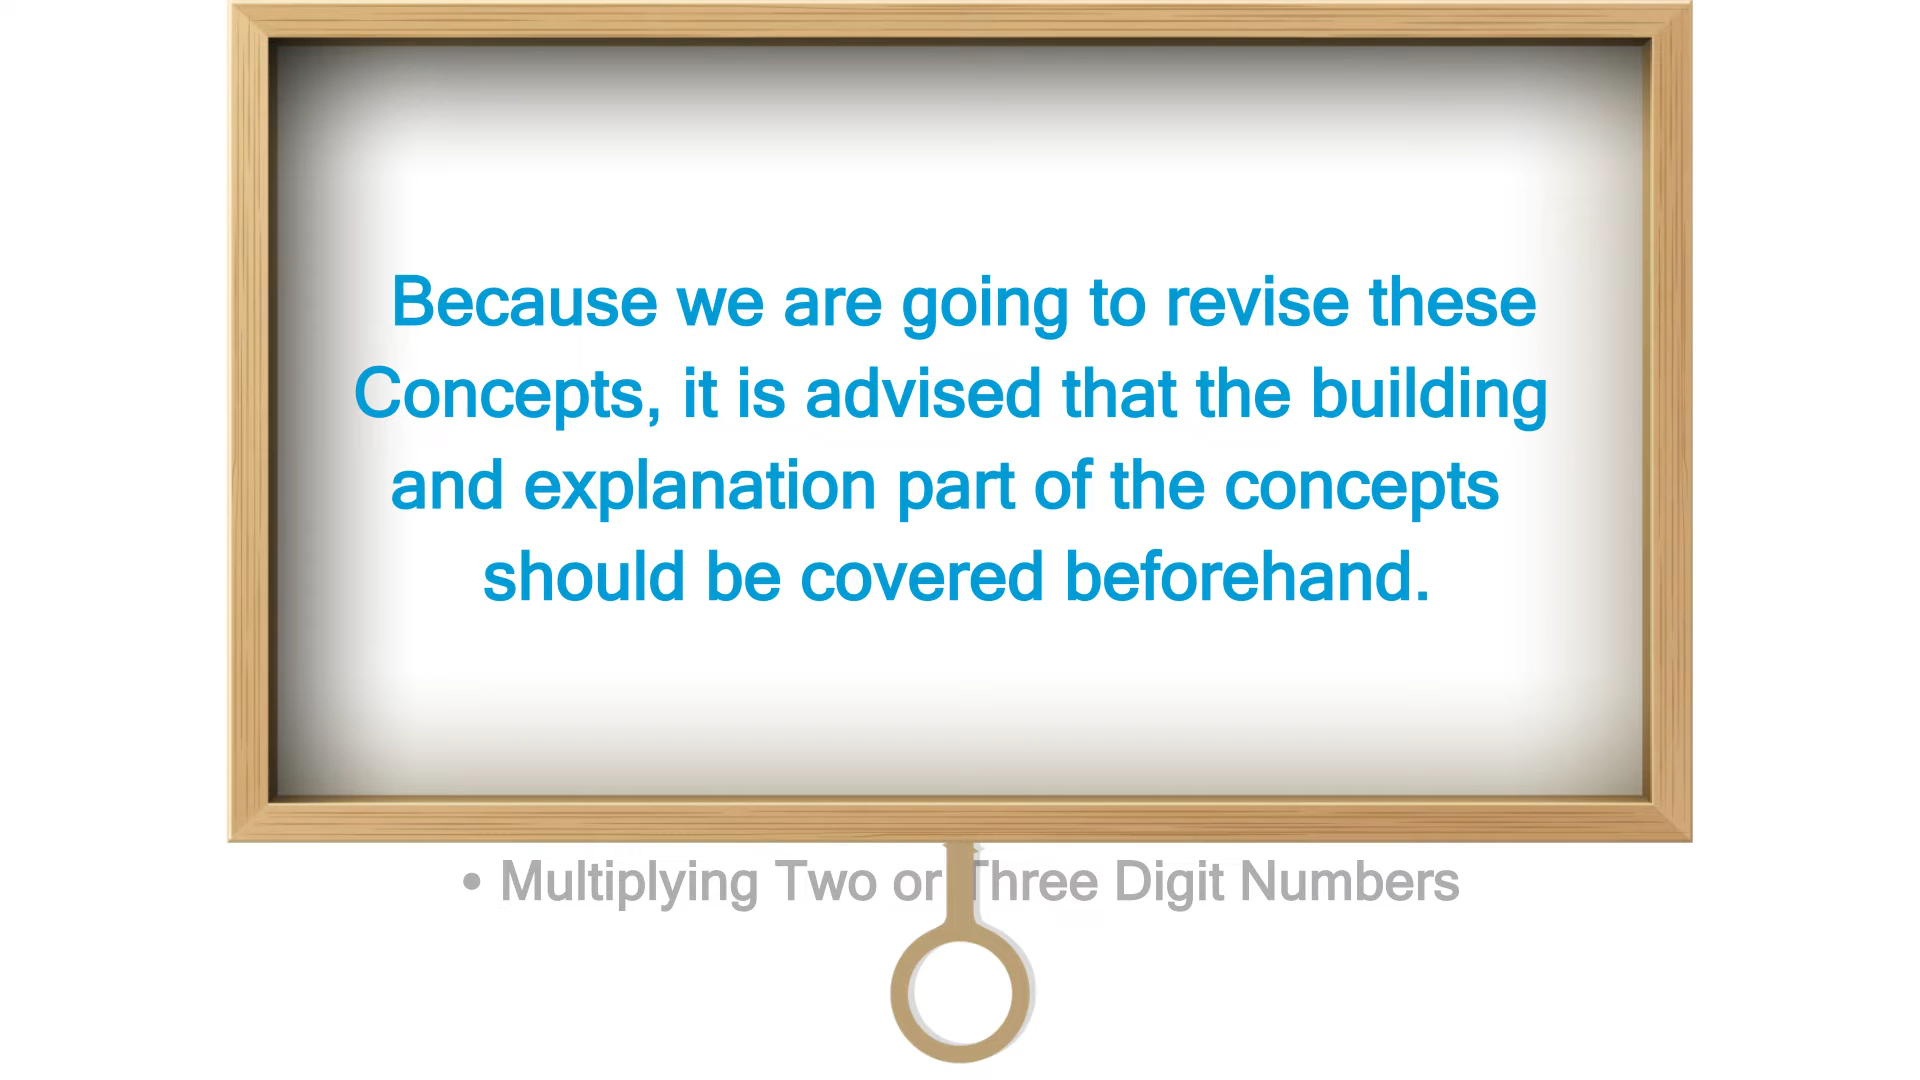 Because we are going to revise these
Concepts, it is advised that the building
and explanation part of the concepts
should be covered beforehand.
• Multiplying Two or Three Digit Numbers